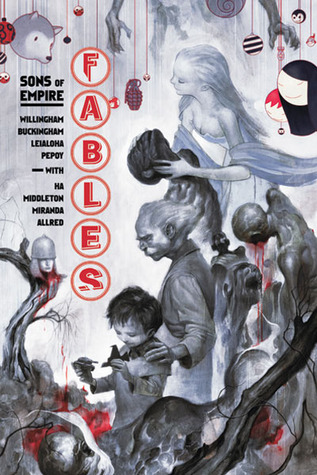 SONS OF
EMPIRE
WILLINGHAM
BUCKINGHAM
LEIALOHA
PEPOY
— WITH
HA
MIDDLETON
MIRANDA
ALLRED
FABLES